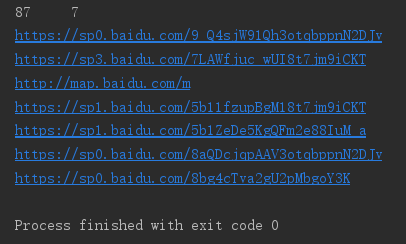 87 7
https://sp0.baidu.com/9_Q4sjW91Qh3otqbppnN2DJv
https://sp3.baidu.com/7LAWfjuc_wUI8t7jm9iCKT
http://map.baidu.com/m
https://sp1.baidu.com/5b11fzupBgM18t7jm9iCKT
https://sp1.baidu.com/5b1ZeDe5KgQFm2e88IuM_a
https://sp0.baidu.com/8aQDcjqpAAV3otqbppnN2DJv
https://sp0.baidu.com/8bg4cTva2gU2pMbgoY3K
Process finished with exit code 0